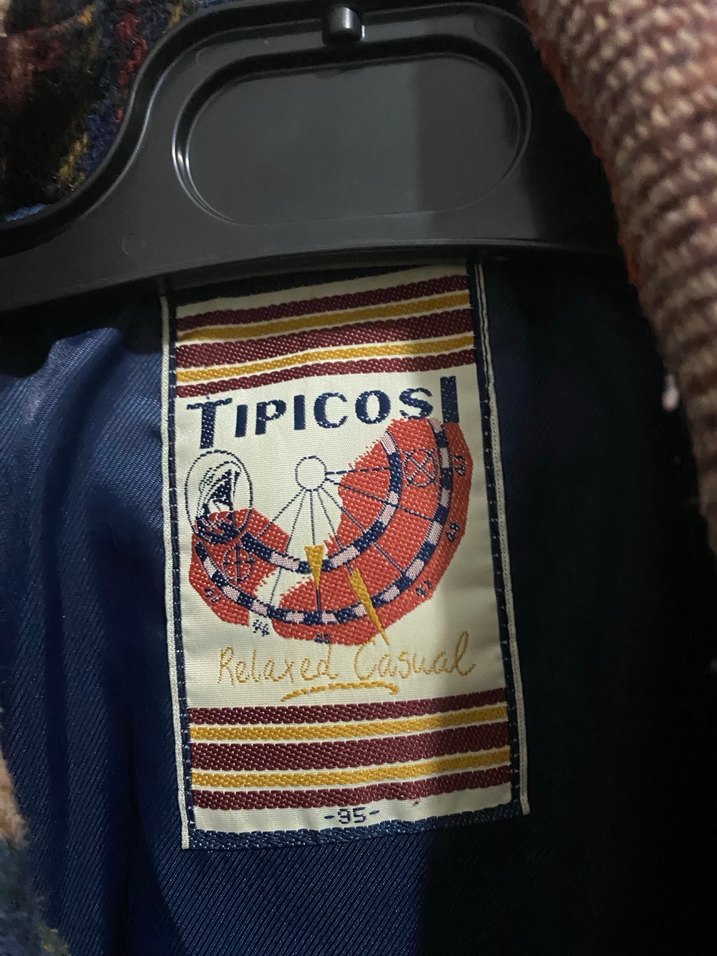 TIPICOS
Relaxed Casual
-95-